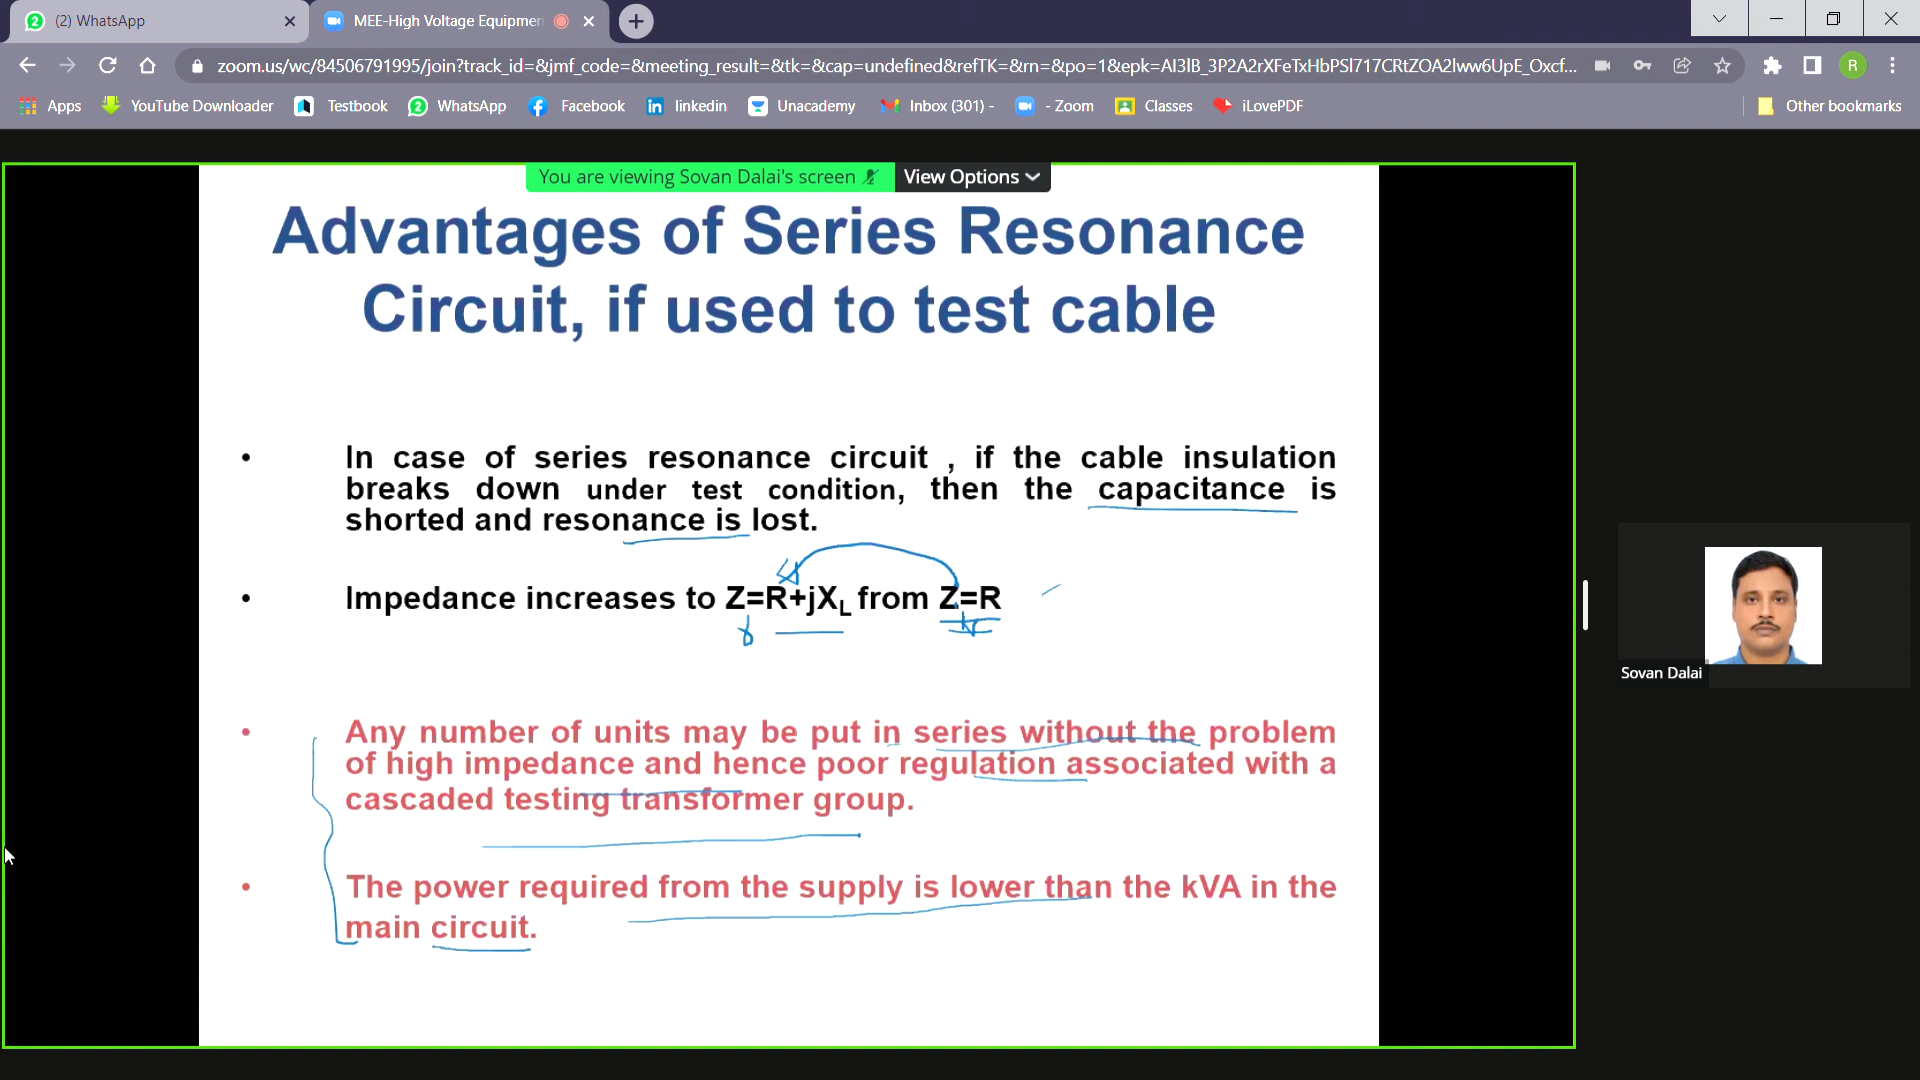 (2) WhatsApp
MEE-High Voltage Equipmen
zoom.us/wc/84506791995/join?track_id=&jmf_code=&meeting_result=&tk=&cap=undefined&refTK=&rn=&po=1&epk=
R
Apps YouTube Downloader Testbook WhatsApp Facebook linkedin Unacademy Inbox (301) - - Zoom Classes iLovePDF Other bookmarks
You are viewing Sovan Dalai's screen View Options
Advantages of Series Resonance
Circuit, if used to test cable
• In case of series resonance circuit , if the cable insulation
breaks down under test condition, then the capacitance is
shorted and resonance is lost.
• Impedance increases to Z=R+jXL from Z=R
• Any number of units may be put in series without the problem
of high impedance and hence poor regulation associated with a
cascaded testing transformer group.
• The power required from the supply is lower than the kVA in the
main circuit.
Sovan Dalai